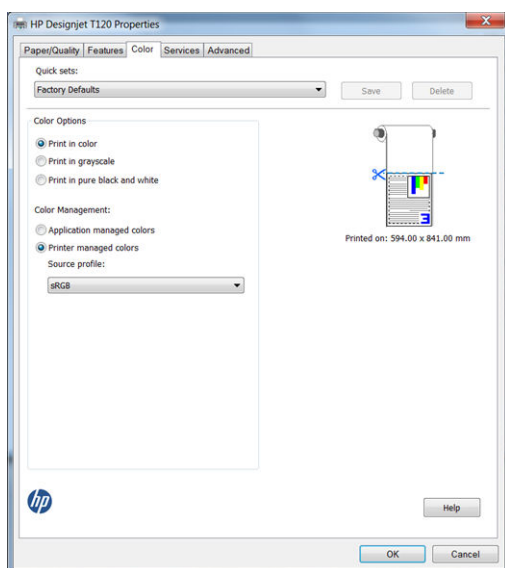 HP Designjet T120 Properties
Paper/Quality Features Color Services Advanced
Quick sets:
Factory Defaults Save Delete
Color Options
Print in color
Print in grayscale
Print in pure black and white
Color Management:
Application managed colors
Printer managed colors
Source profile:
sRGB
3
Printed on: 594.00 x 841.00 mm
hp
Help
OK Cancel